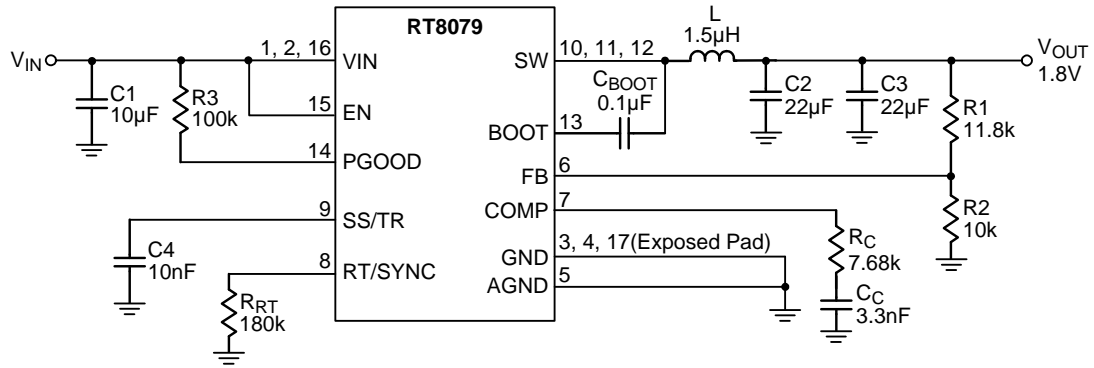 RT8079
VIN
1, 2, 16
VIN
C1
10µF
R3
100k
15
EN
14
PGOOD
9
SS/TR
C4
10nF
8
RT/SYNC
RRT
180k
SW
10, 11, 12
L
1.5µH
CBOOT
0.1µF
BOOT
13
C2
22µF
C3
22µF
VOUT
1.8V
R1
11.8k
FB
6
R2
10k
COMP
7
RC
7.68k
CC
3.3nF
GND
3, 4, 17(Exposed Pad)
AGND
5